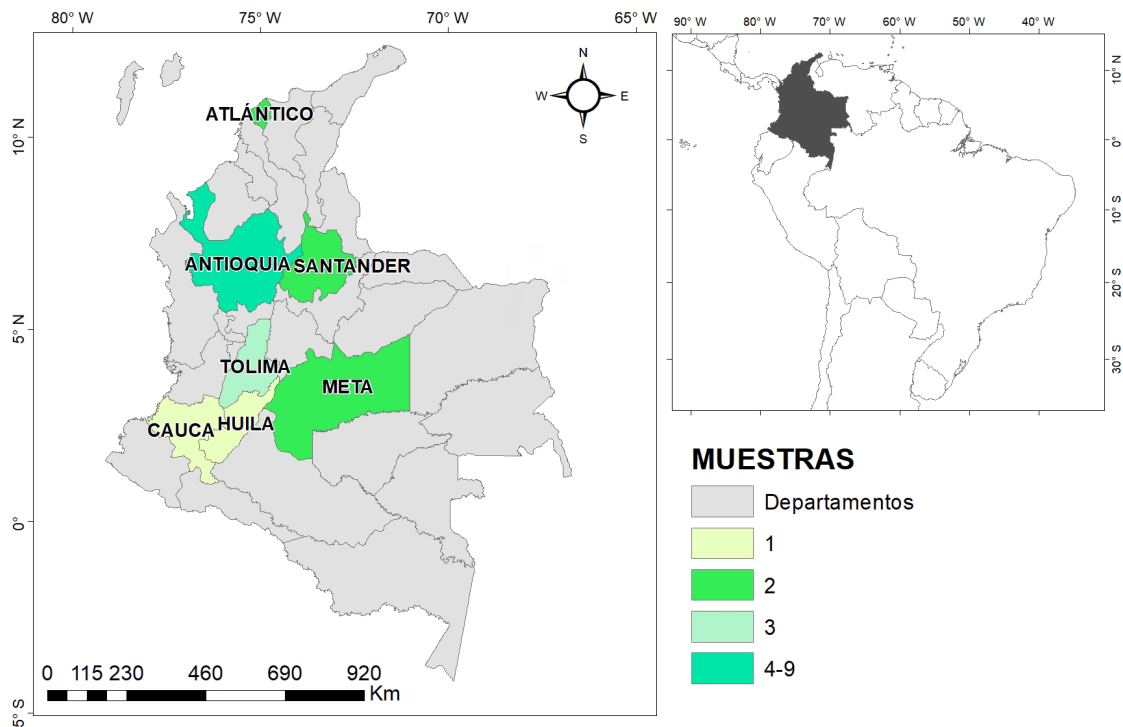 80° W
75° W
70° W
65° W
90° W
80° W
70° W
60° W
50° W
40° W
10° N
5° N
0°
5° S
N
W
E
S
ATLÁNTICO
ANTIOQUIA
SANTANDER
TOLIMA
META
HUILA
CAUCA
0 115 230 460 690 920
Km
10° N
0°
10° S
20° S
30° S
MUESTRAS
Departamentos
1
2
3
4-9